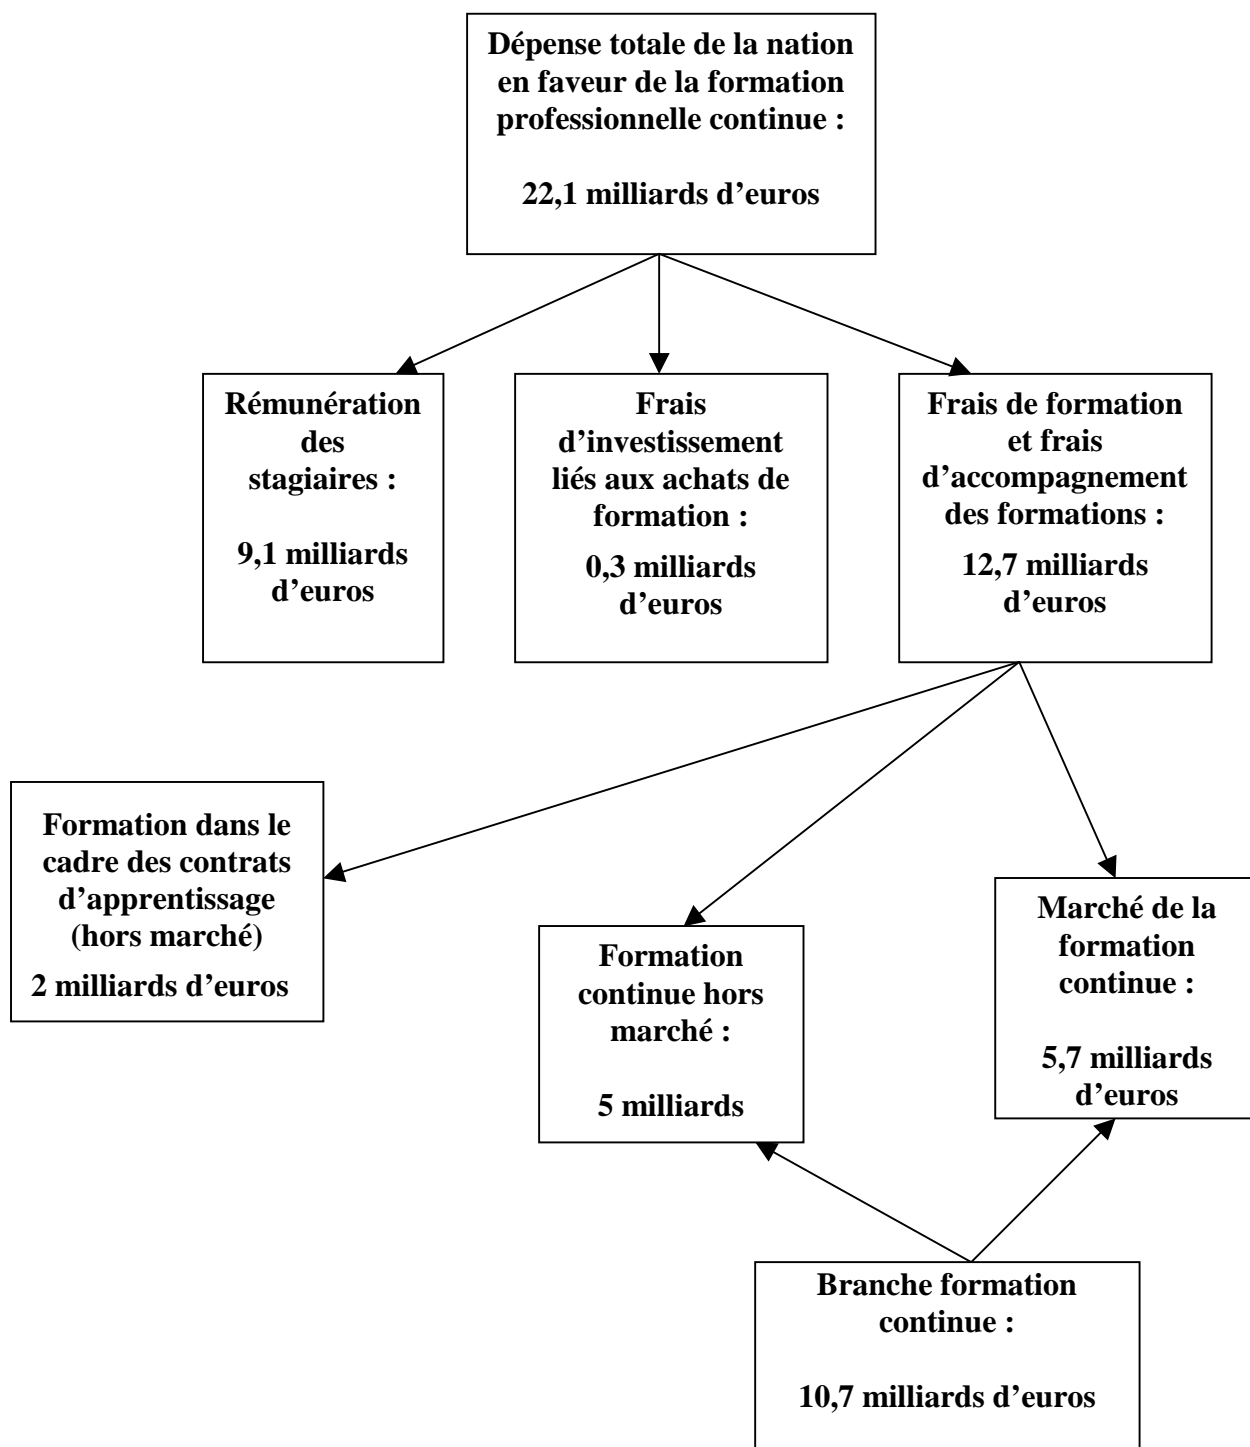 Dépense totale de la nation
en faveur de la formation
professionnelle continue :
22,1 milliards d’euros
Rémunération
des
stagiaires :
9,1 milliards
d’euros
Frais
d’investissement
liés aux achats de
formation :
0,3 milliards
d’euros
Frais de formation
et frais
d’accompagnement
des formations :
12,7 milliards
d’euros
Formation dans le
cadre des contrats
d’apprentissage
(hors marché)
2 milliards d’euros
Formation
continue hors
marché :
5 milliards
Marché de la
formation
continue :
5,7 milliards
d’euros
Branche formation
continue :
10,7 milliards d’euros